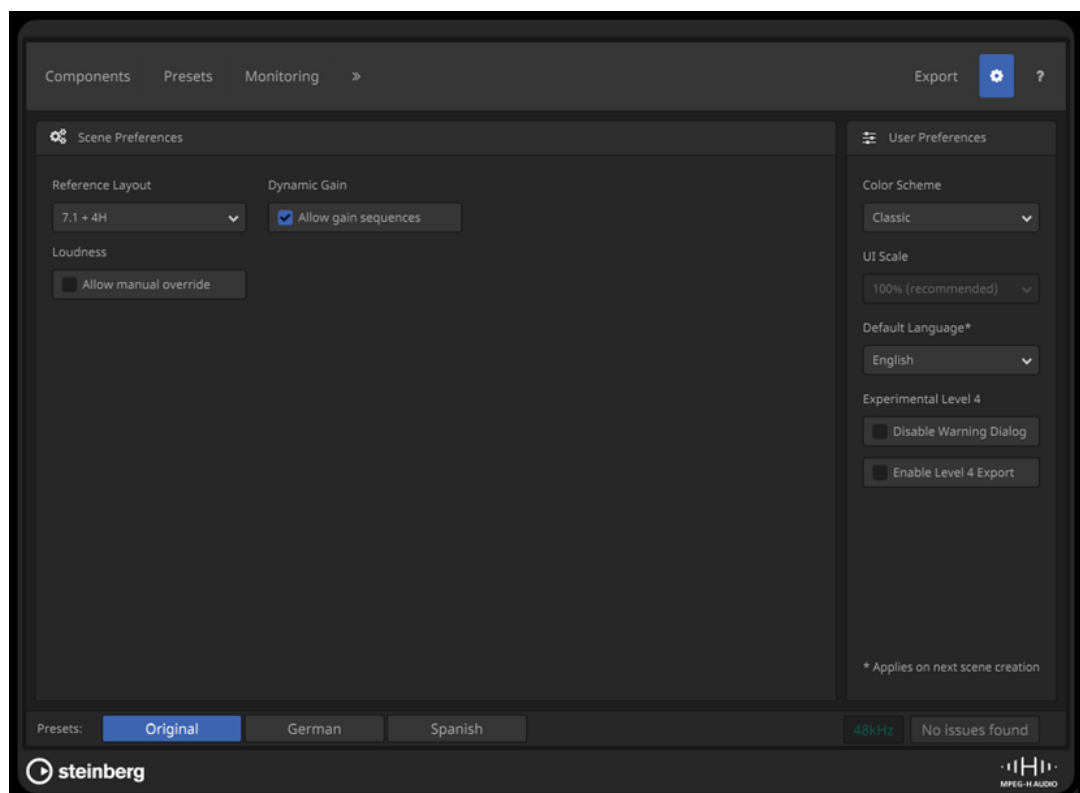 Components Presets Monitoring » Export ?
Scene Preferences
Reference Layout Dynamic Gain
7.1 + 4H Allow gain sequences
Loudness
Allow manual override
User Preferences
Color Scheme
Classic
UI Scale
100% (recommended)
Default Language*
English
Experimental Level 4
Disable Warning Dialog
Enable Level 4 Export
* Applies on next scene creation
Presets: Original German Spanish 48kHz No issues found
steinberg
MPEG-H AUDIO